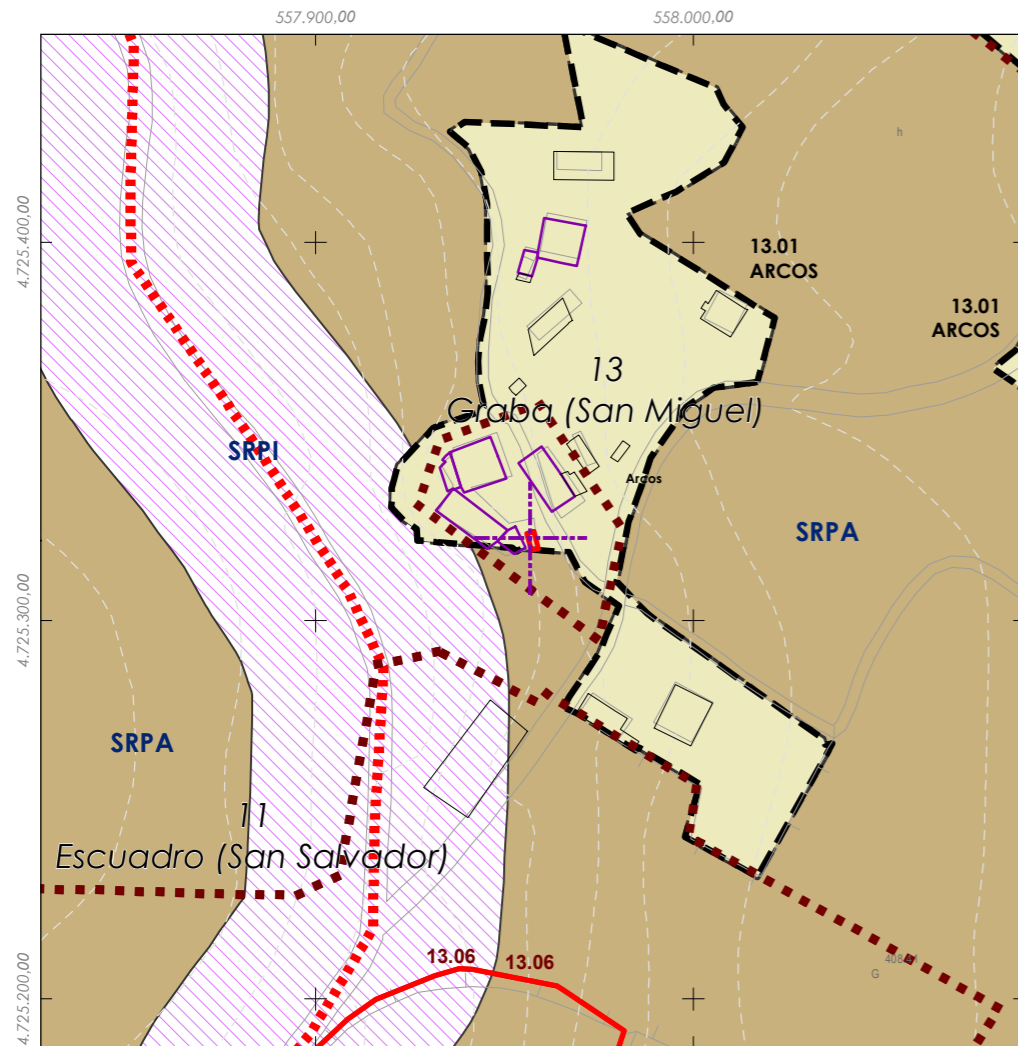 557.900,00
558.000,00
h
4.725.400,00
13.01
ARCOS
13.01
ARCOS
13
Graba (San Miguel)
SRPI
Arcos
SRPA
4.725.300,00
SRPA
11
Escuadro (San Salvador)
13.06
13.06
G
4.725.200,00